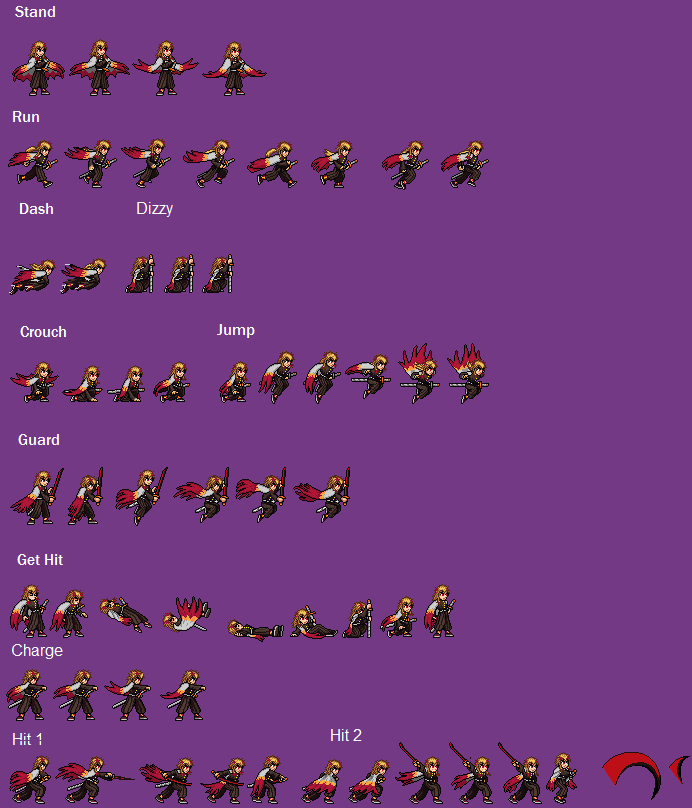 Stand
Run
Dash
Dizzy
Crouch
Jump
Guard
Get Hit
Charge
Hit 1
Hit 2